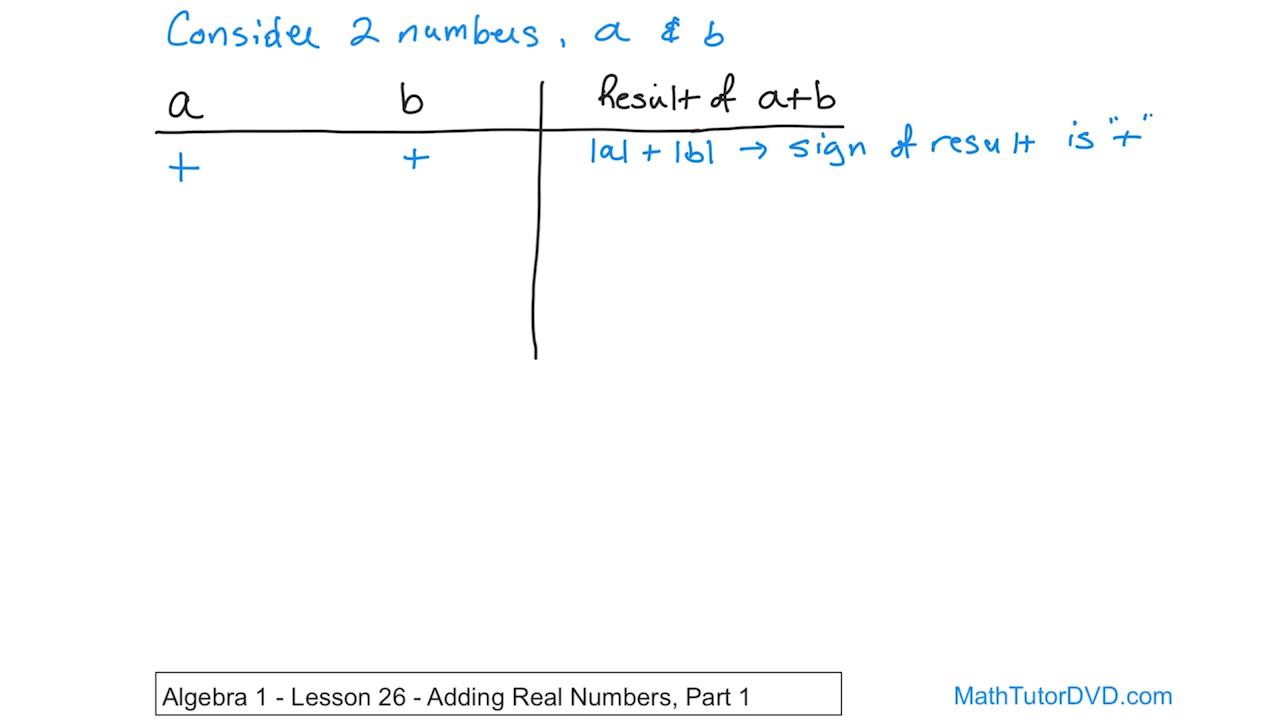 Consider 2 numbers, a & b
a b Result of a+b
+ + |a| + |b| → sign of result is "+"
Algebra 1 - Lesson 26 - Adding Real Numbers, Part 1
MathTutorDVD.com